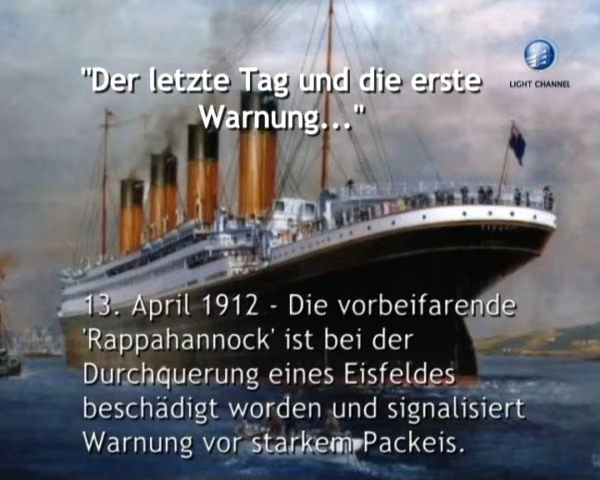 "Der letzte Tag und die erste
Warnung..."
LIGHT CHANNEL
13. April 1912 - Die vorbeifarende
'Rappahannock' ist bei der
Durchquerung eines Eisfeldes
beschädigt worden und signalisiert
Warnung vor starkem Packeis.